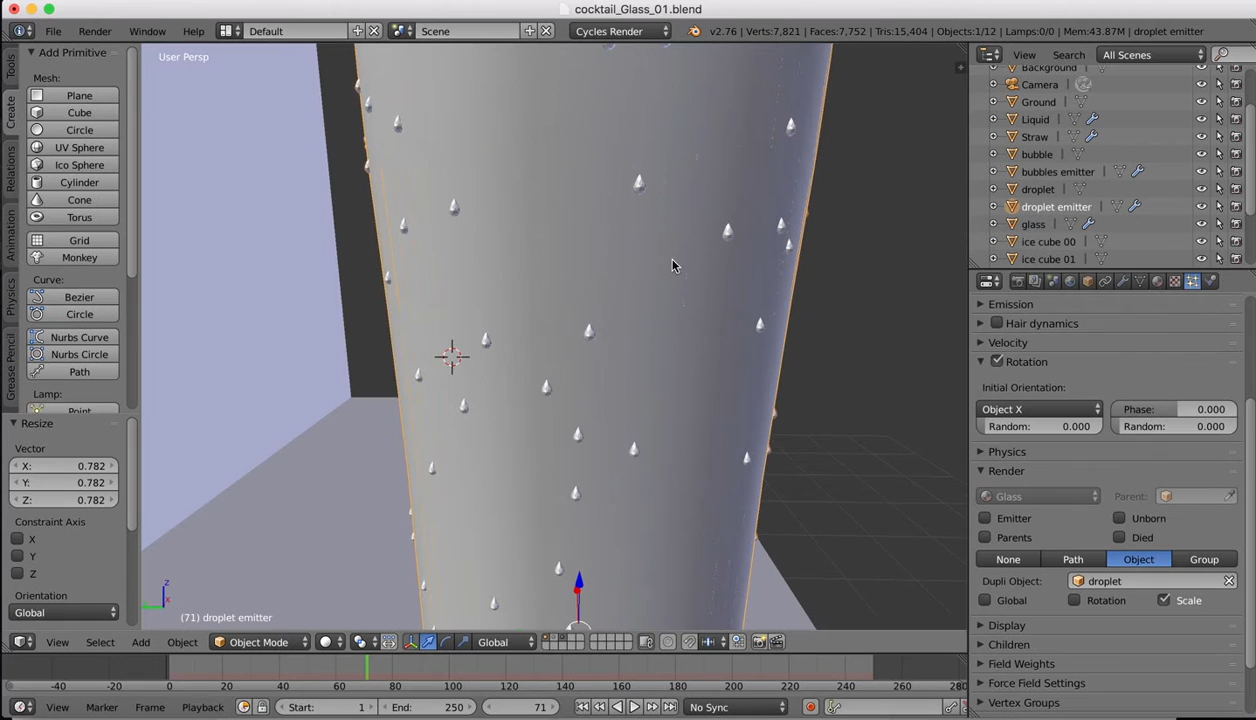 cocktail_Glass_01.blend
File Render Window Help Default Scene Cycles Render v2.76 | Verts:7,821 | Faces:7,752 | Tris:15,404 | Objects:1/12 | Lamps:0/0 | Mem:43.87M | droplet emitter
Tools
Create
Relations
Animation
Physics
Grease Pencil
Add Primitive
Mesh:
Plane
Cube
Circle
UV Sphere
Ico Sphere
Cylinder
Cone
Torus
Grid
Monkey
Curve:
Bezier
Circle
Nurbs Curve
Nurbs Circle
Path
Lamp:
Point
Resize
Vector
X: 0.782
Y: 0.782
Z: 0.782
Constraint Axis
X
Y
Z
Orientation
Global
User Persp
z
x
(71) droplet emitter
View Select Add Object Object Mode Global
-40 -20 0 20 40 60 80 100 120 140 160 180 200 220 240 260 280
View Marker Frame Playback Start: 1 End: 250 71 No Sync
View Search All Scenes
Background
Camera
Ground
Liquid
Straw
bubble
bubbles emitter
droplet
droplet emitter
glass
ice cube 00
ice cube 01
Emission
Hair dynamics
Velocity
Rotation
Initial Orientation:
Object X Phase: 0.000
Random: 0.000 Random: 0.000
Physics
Render
Glass Parent:
Emitter Unborn
Parents Died
None Path Object Group
Dupli Object: droplet
Global Rotation Scale
Display
Children
Field Weights
Force Field Settings
Vertex Groups